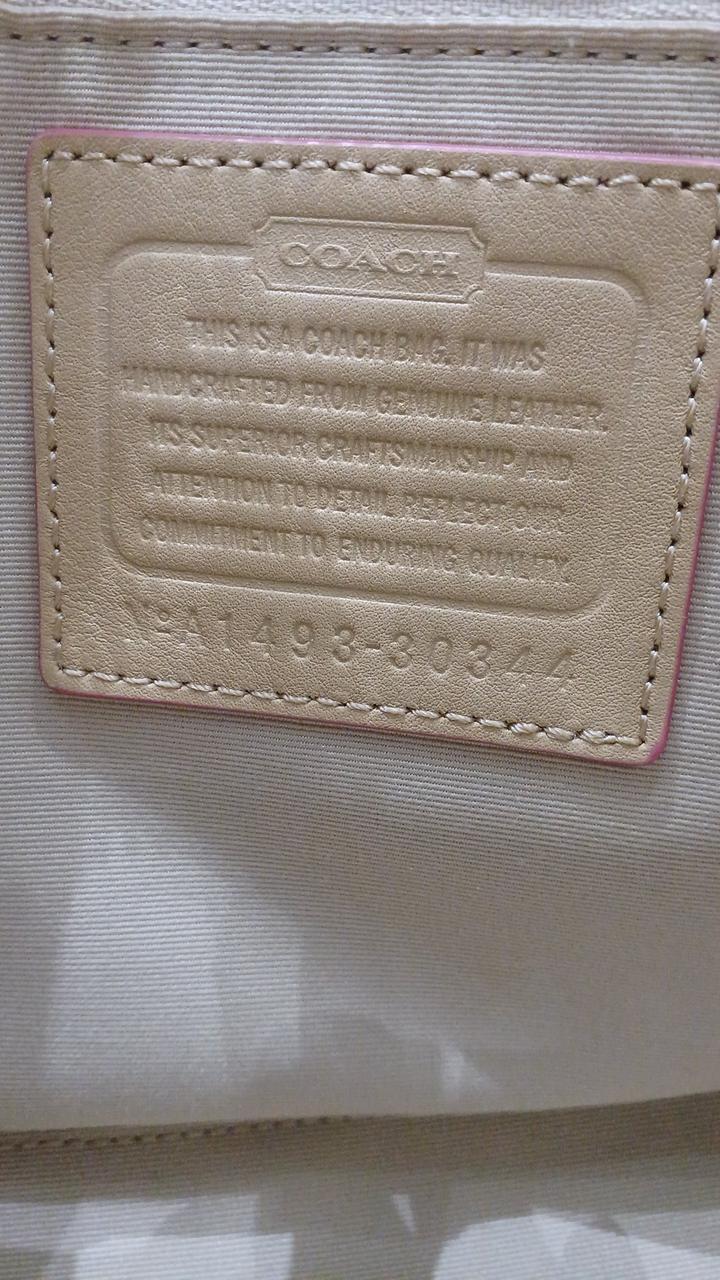 COACH
THIS IS A COACH BAG. IT WAS
HANDCRAFTED FROM GENUINE LEATHER.
ITS SUPERIOR CRAFTSMANSHIP AND
ATTENTION TO DETAIL REFLECT OUR
COMMITMENT TO ENDURING QUALITY.
Nº A1493-30344